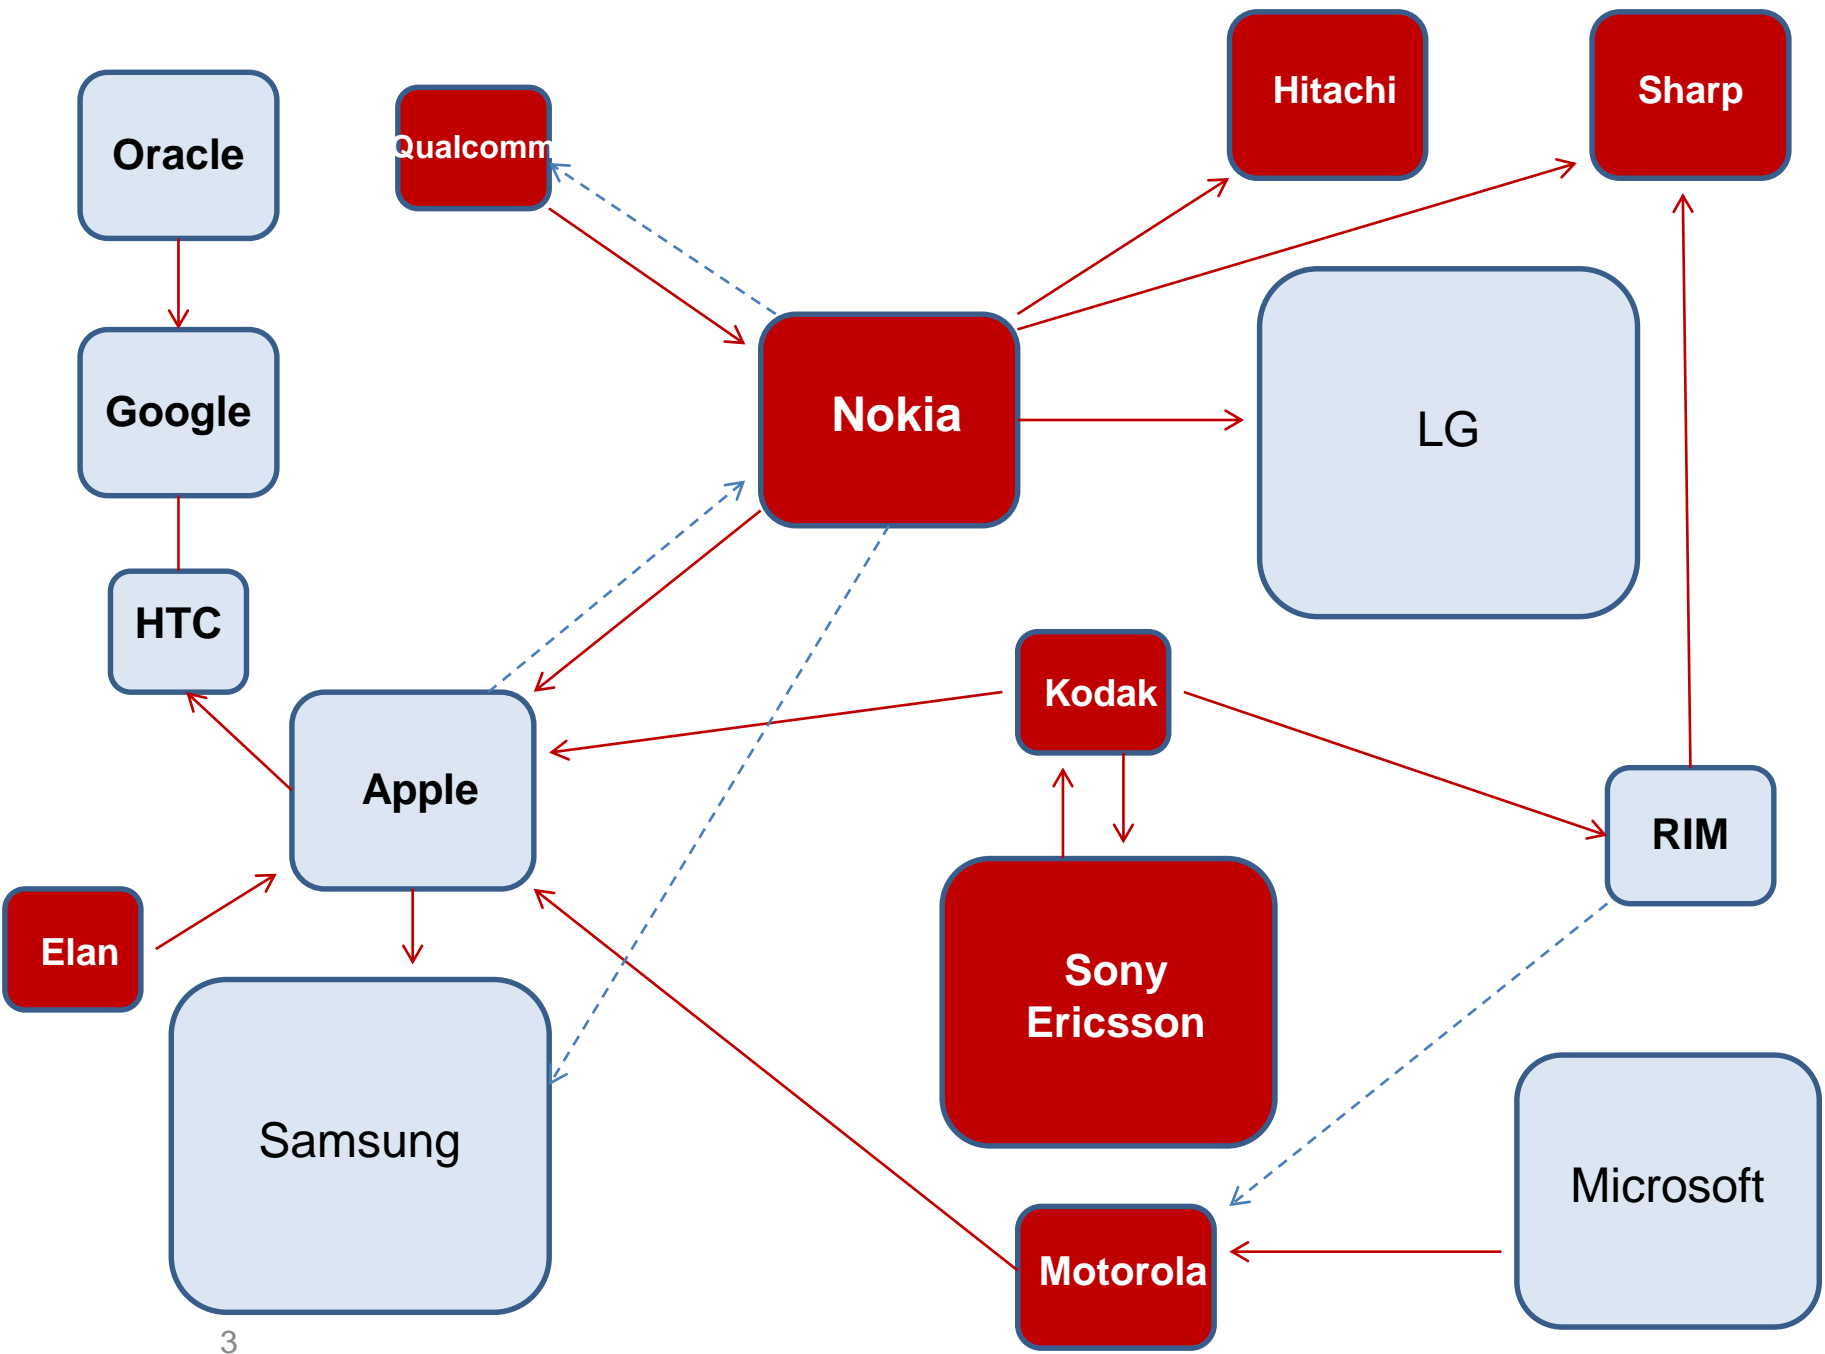 Hitachi
Sharp
Oracle
Qualcomm
Google
Nokia
LG
HTC
Kodak
Apple
RIM
Elan
Sony
Ericsson
Samsung
Microsoft
Motorola
3